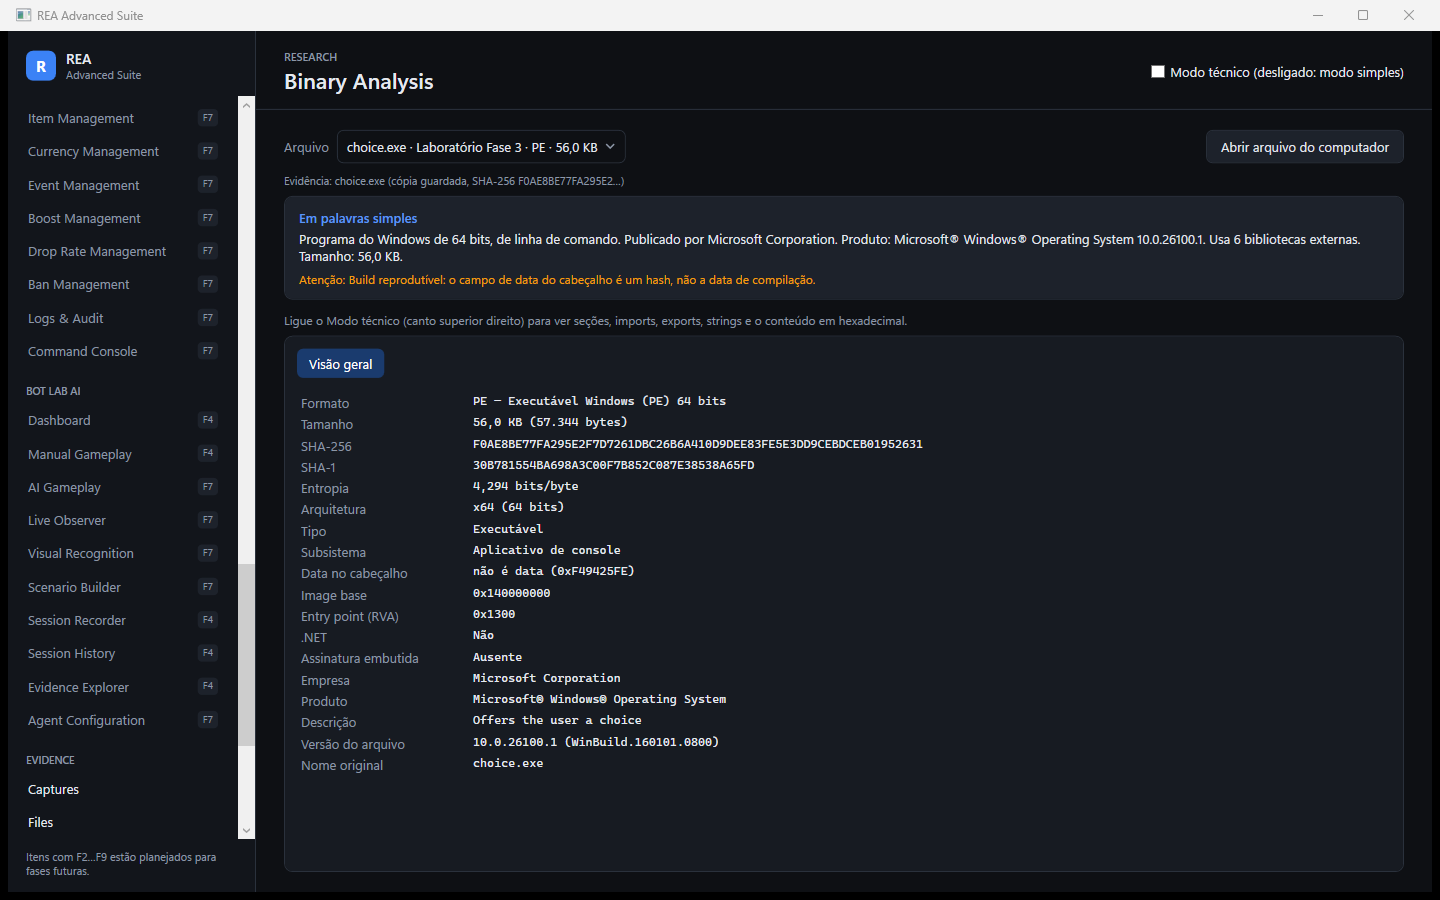 REA Advanced Suite
R
REA
Advanced Suite
Item Management F7
Currency Management F7
Event Management F7
Boost Management F7
Drop Rate Management F7
Ban Management F7
Logs & Audit F7
Command Console F7
BOT LAB AI
Dashboard F4
Manual Gameplay F4
AI Gameplay F7
Live Observer F7
Visual Recognition F7
Scenario Builder F7
Session Recorder F4
Session History F4
Evidence Explorer F4
Agent Configuration F7
EVIDENCE
Captures
Files
Itens com F2...F9 estão planejados para
fases futuras.
RESEARCH
Binary Analysis
Modo técnico (desligado: modo simples)
Arquivo choice.exe · Laboratório Fase 3 · PE · 56,0 KB
Abrir arquivo do computador
Evidência: choice.exe (cópia guardada, SHA-256 F0AE8BE77FA295E2...)
Em palavras simples
Programa do Windows de 64 bits, de linha de comando. Publicado por Microsoft Corporation. Produto: Microsoft® Windows® Operating System 10.0.26100.1. Usa 6 bibliotecas externas.
Tamanho: 56,0 KB.
Atenção: Build reprodutível: o campo de data do cabeçalho é um hash, não a data de compilação.
Ligue o Modo técnico (canto superior direito) para ver seções, imports, exports, strings e o conteúdo em hexadecimal.
Visão geral
Formato PE — Executável Windows (PE) 64 bits
Tamanho 56,0 KB (57.344 bytes)
SHA-256 F0AE8BE77FA295E2F7D7261DBC26B6A410D9DEE83FE5E3DD9CEBDCEB01952631
SHA-1 30B781554BA698A3C00F7B852C087E38538A65FD
Entropia 4,294 bits/byte
Arquitetura x64 (64 bits)
Tipo Executável
Subsistema Aplicativo de console
Data no cabeçalho não é data (0xF49425FE)
Image base 0x140000000
Entry point (RVA) 0x1300
.NET Não
Assinatura embutida Ausente
Empresa Microsoft Corporation
Produto Microsoft® Windows® Operating System
Descrição Offers the user a choice
Versão do arquivo 10.0.26100.1 (WinBuild.160101.0800)
Nome original choice.exe